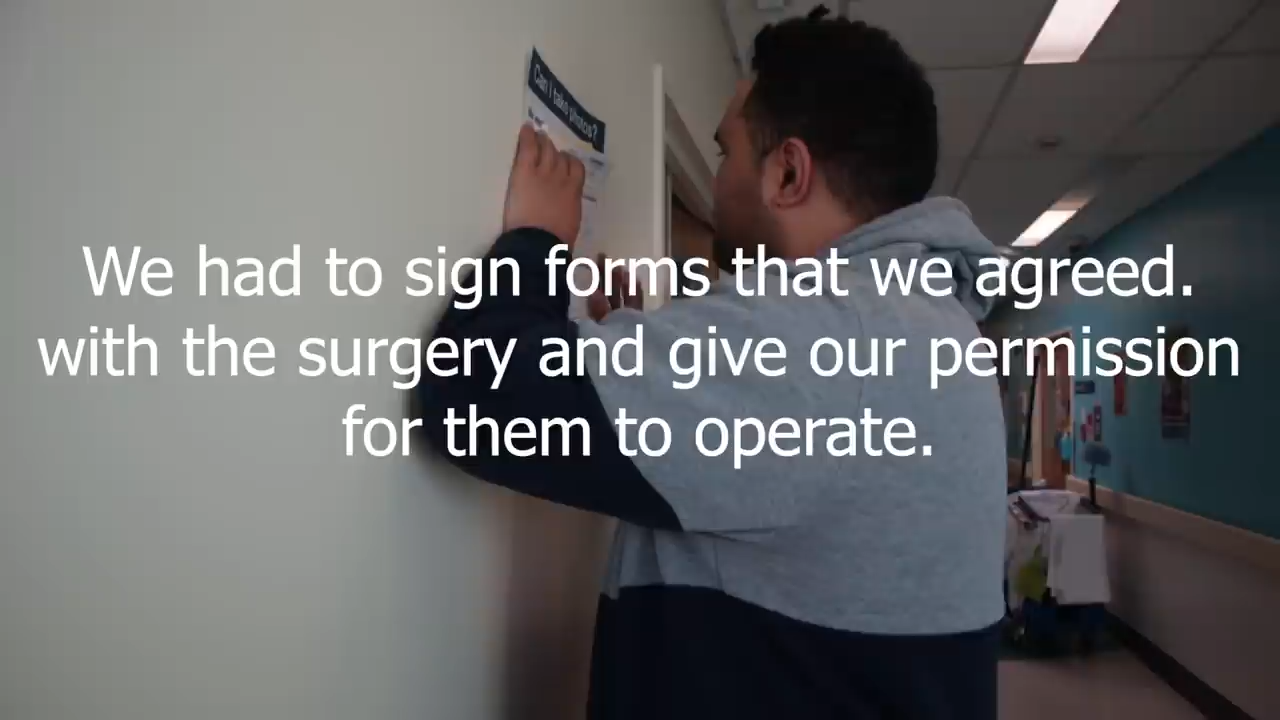 Can I take photos?
We had to sign forms that we agreed.
with the surgery and give our permission
for them to operate.